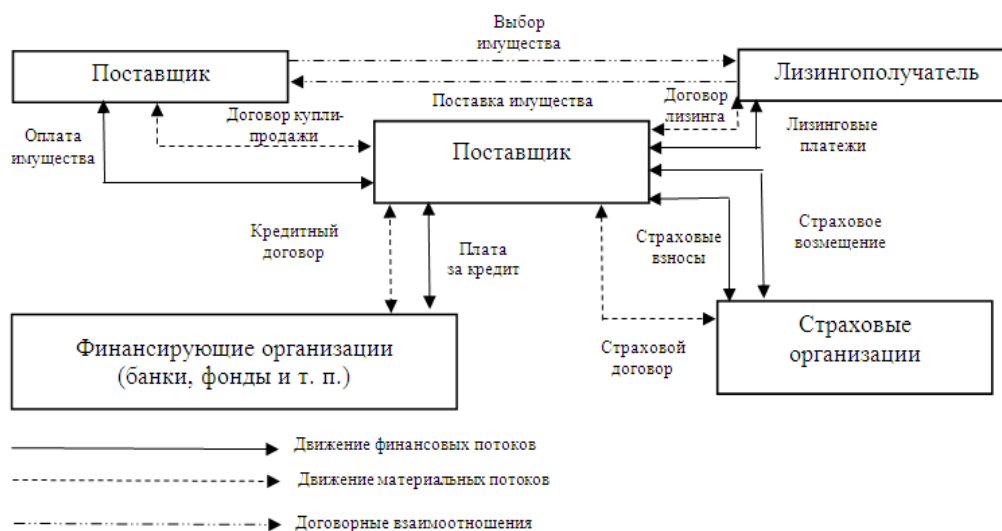 Выбор
имущества
Поставщик
Лизингополучатель
Поставка имущества
Договор
лизинга
Договор купли-
продажи
Оплата
имущества
Поставщик
Лизинговые
платежи
Кредитный
договор
Плата
за кредит
Страховые
взносы
Страховое
возмещение
Финансирующие организации
(банки, фонды и т. п.)
Страховой
договор
Страховые
организации
Движение финансовых потоков
Движение материальных потоков
Договорные взаимоотношения